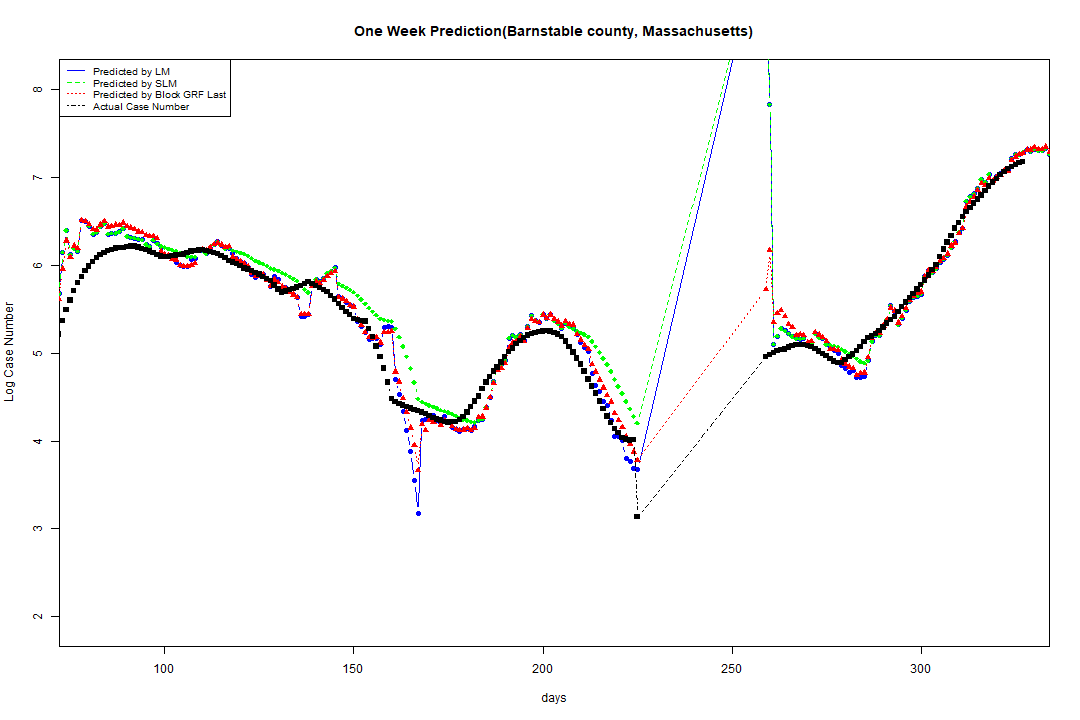 One Week Prediction(Barnstable county, Massachusetts)
Predicted by LM
Predicted by SLM
Predicted by Block GRF Last
Actual Case Number
8
7
6
5
4
3
2
Log Case Number
100 150 200 250 300
days